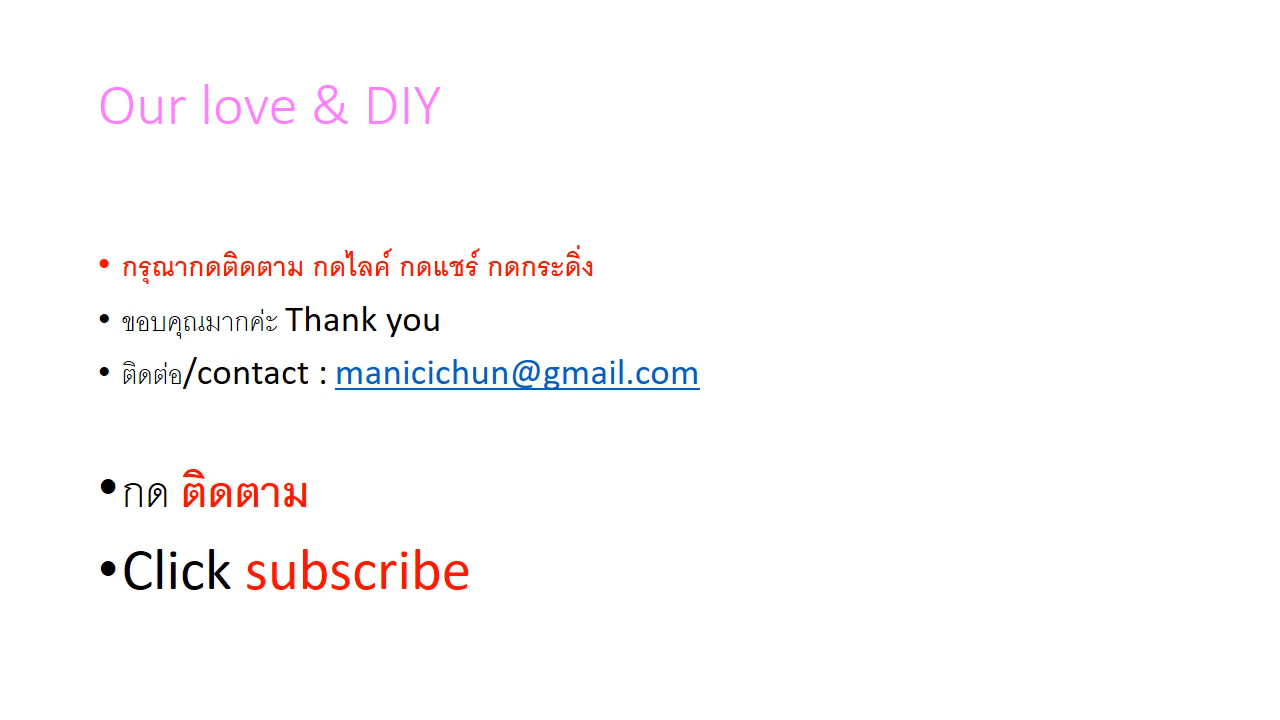 Our love & DIY
• กรุณากดติดตาม กดไลค์ กดแชร์ กดกระดิ่ง
• ขอบคุณมากค่ะ Thank you
• ติดต่อ/contact : manicichun@gmail.com
•กด ติดตาม
•Click subscribe